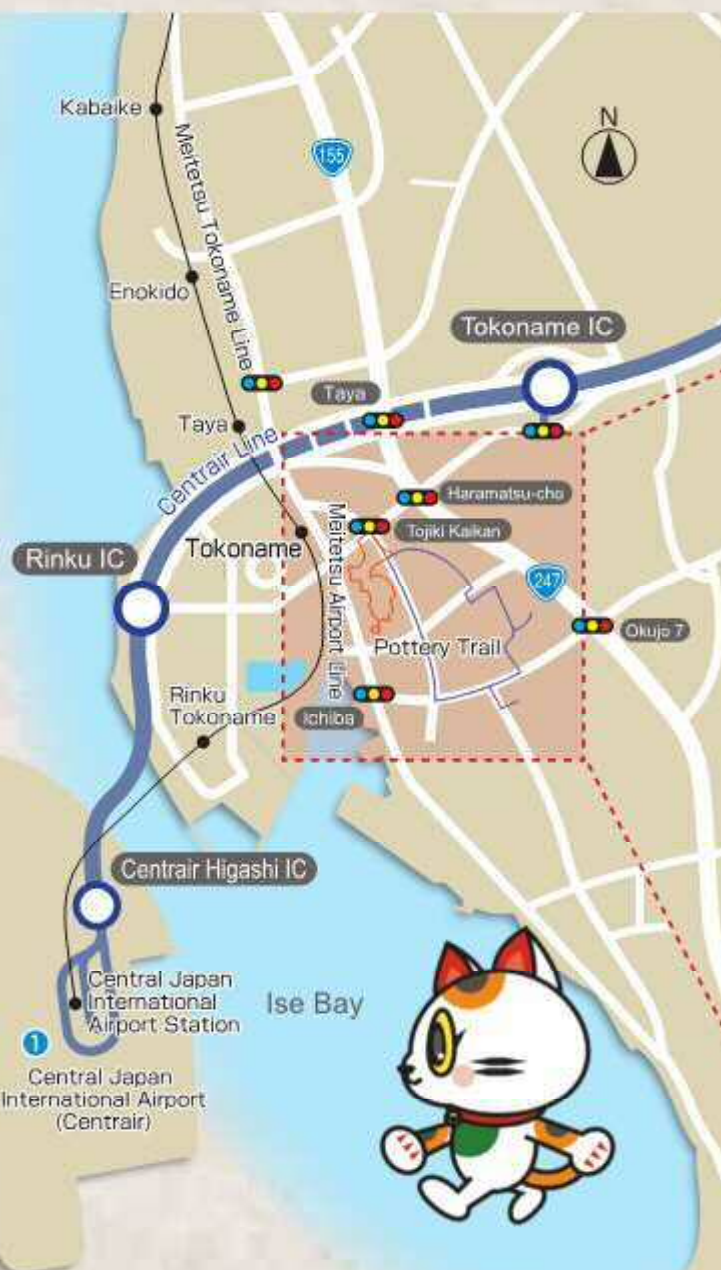 Kabaike
Meitetsu Tokoname Line
155
N
Enokido
Tokoname IC
Taya
Taya
Centrair Line
Haramatsu-cho
Tojiki Kaikan
Tokoname
Meitetsu Airport Line
Rinku IC
247
Okujo 7
Pottery Trail
Rinku
Tokoname
Ichiba
Centrair Higashi IC
Central Japan
International
Airport Station
Ise Bay
1
Central Japan
International Airport
(Centrair)